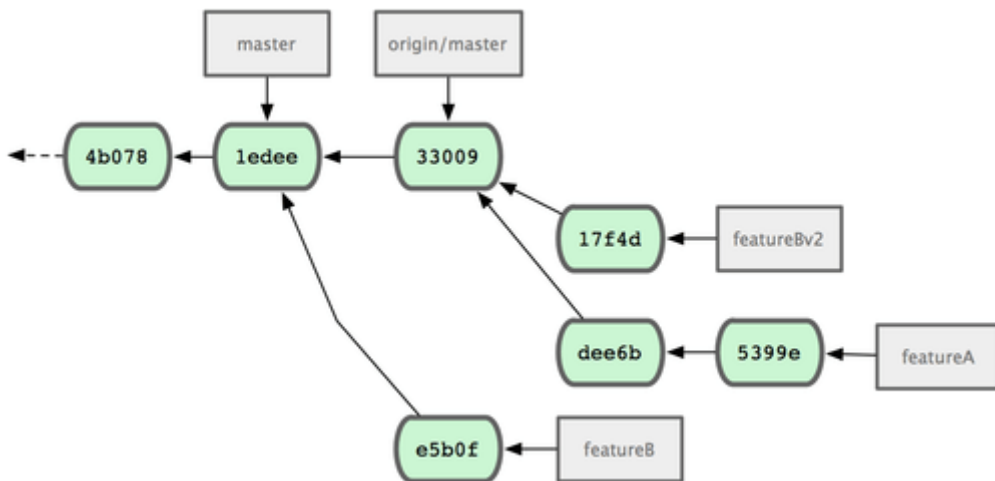 master
origin/master
4b078
1edee
33009
17f4d
featureBv2
dee6b
5399e
featureA
e5b0f
featureB